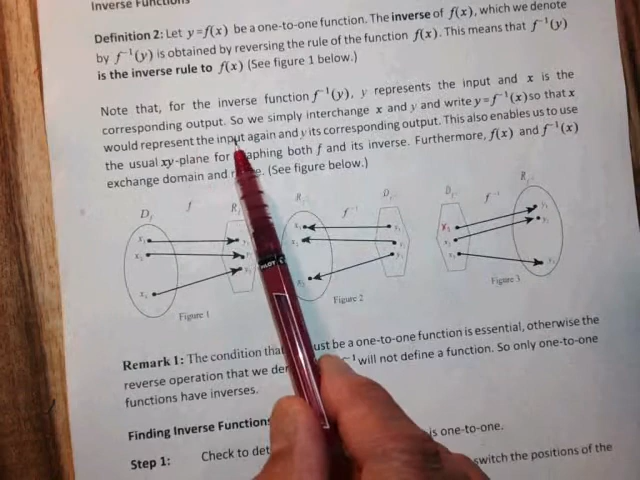 Inverse Functions
Definition 2: Let y=f(x) be a one-to-one function. The inverse of f(x), which we denote
by f⁻¹(y) is obtained by reversing the rule of the function f(x). This means that f⁻¹(y)
is the inverse rule to f(x) (See figure 1 below.)
Note that, for the inverse function f⁻¹(y), y represents the input and x is the
corresponding output. So we simply interchange x and y and write y=f⁻¹(x) so that x
would represent the input again and y its corresponding output. This also enables us to use
the usual xy-plane for graphing both f and its inverse. Furthermore, f(x) and f⁻¹(x)
exchange domain and range. (See figure below.)
D_f f R_f f⁻¹ D_f f⁻¹
Figure 1
Figure 2
Figure 3
PILOT
Remark 1: The condition that must be a one-to-one function is essential, otherwise the
reverse operation that we ⁻¹ will not define a function. So only one-to-one
functions have inverses.
Finding Inverse Functions
Step 1: Check to det is one-to-one.
switch the positions of the